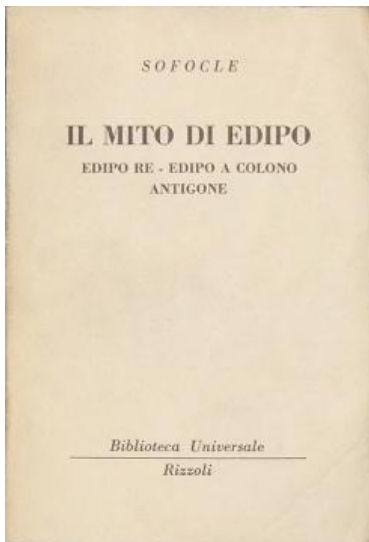 SOFOCLE
IL MITO DI EDIPO
EDIPO RE - EDIPO A COLONO
ANTIGONE
Biblioteca Universale
Rizzoli